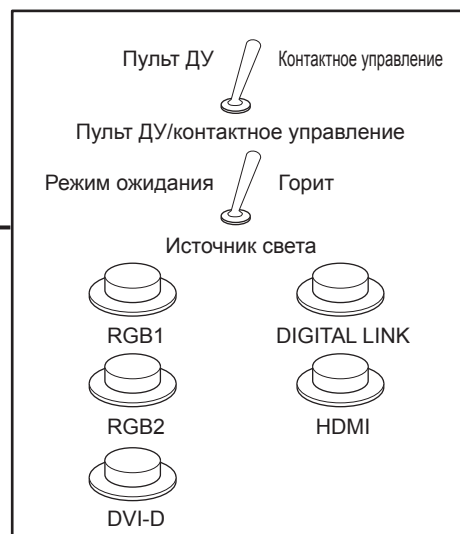 Пульт ДУ Контактное управление
Пульт ДУ/контактное управление
Режим ожидания Горит
Источник света
RGB1 DIGITAL LINK
RGB2 HDMI
DVI-D